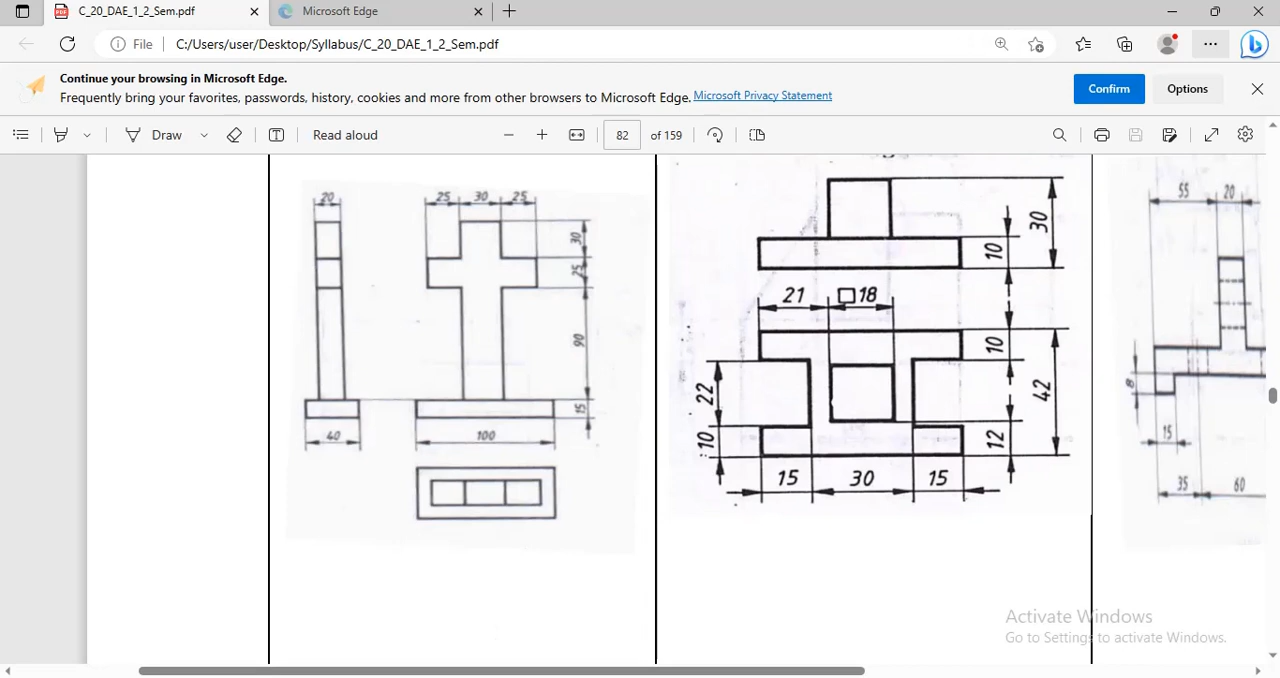 C_20_DAE_1_2_Sem.pdf
Microsoft Edge
File
C:/Users/user/Desktop/Syllabus/C_20_DAE_1_2_Sem.pdf
Continue your browsing in Microsoft Edge.
Frequently bring your favorites, passwords, history, cookies and more from other browsers to Microsoft Edge. Microsoft Privacy Statement
Confirm
Options
Draw
Read aloud
82
of 159
20
25 30 25
30
25
90
15
40
100
30
10
21
□18
10
22
42
10
12
15
30
15
55
20
8
15
35
60
Activate Windows
Go to Settings to activate Windows.